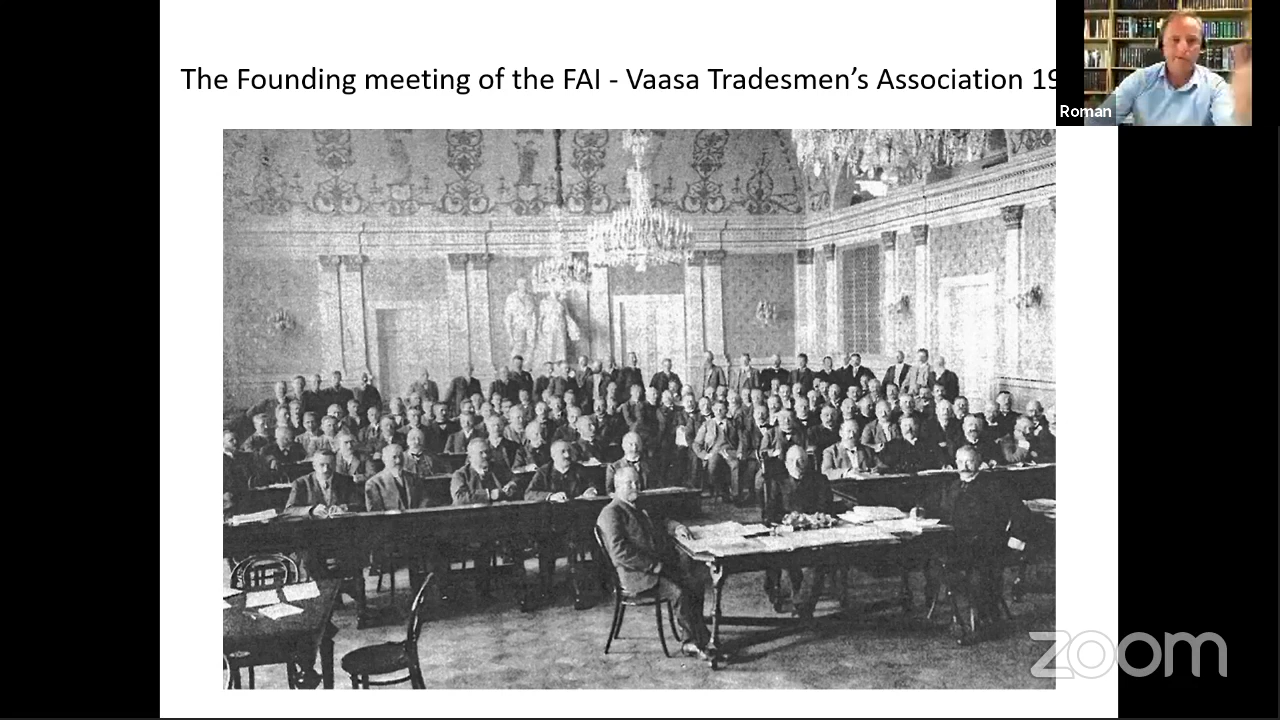 The Founding meeting of the FAI - Vaasa Tradesmen’s Association
Roman
zoom